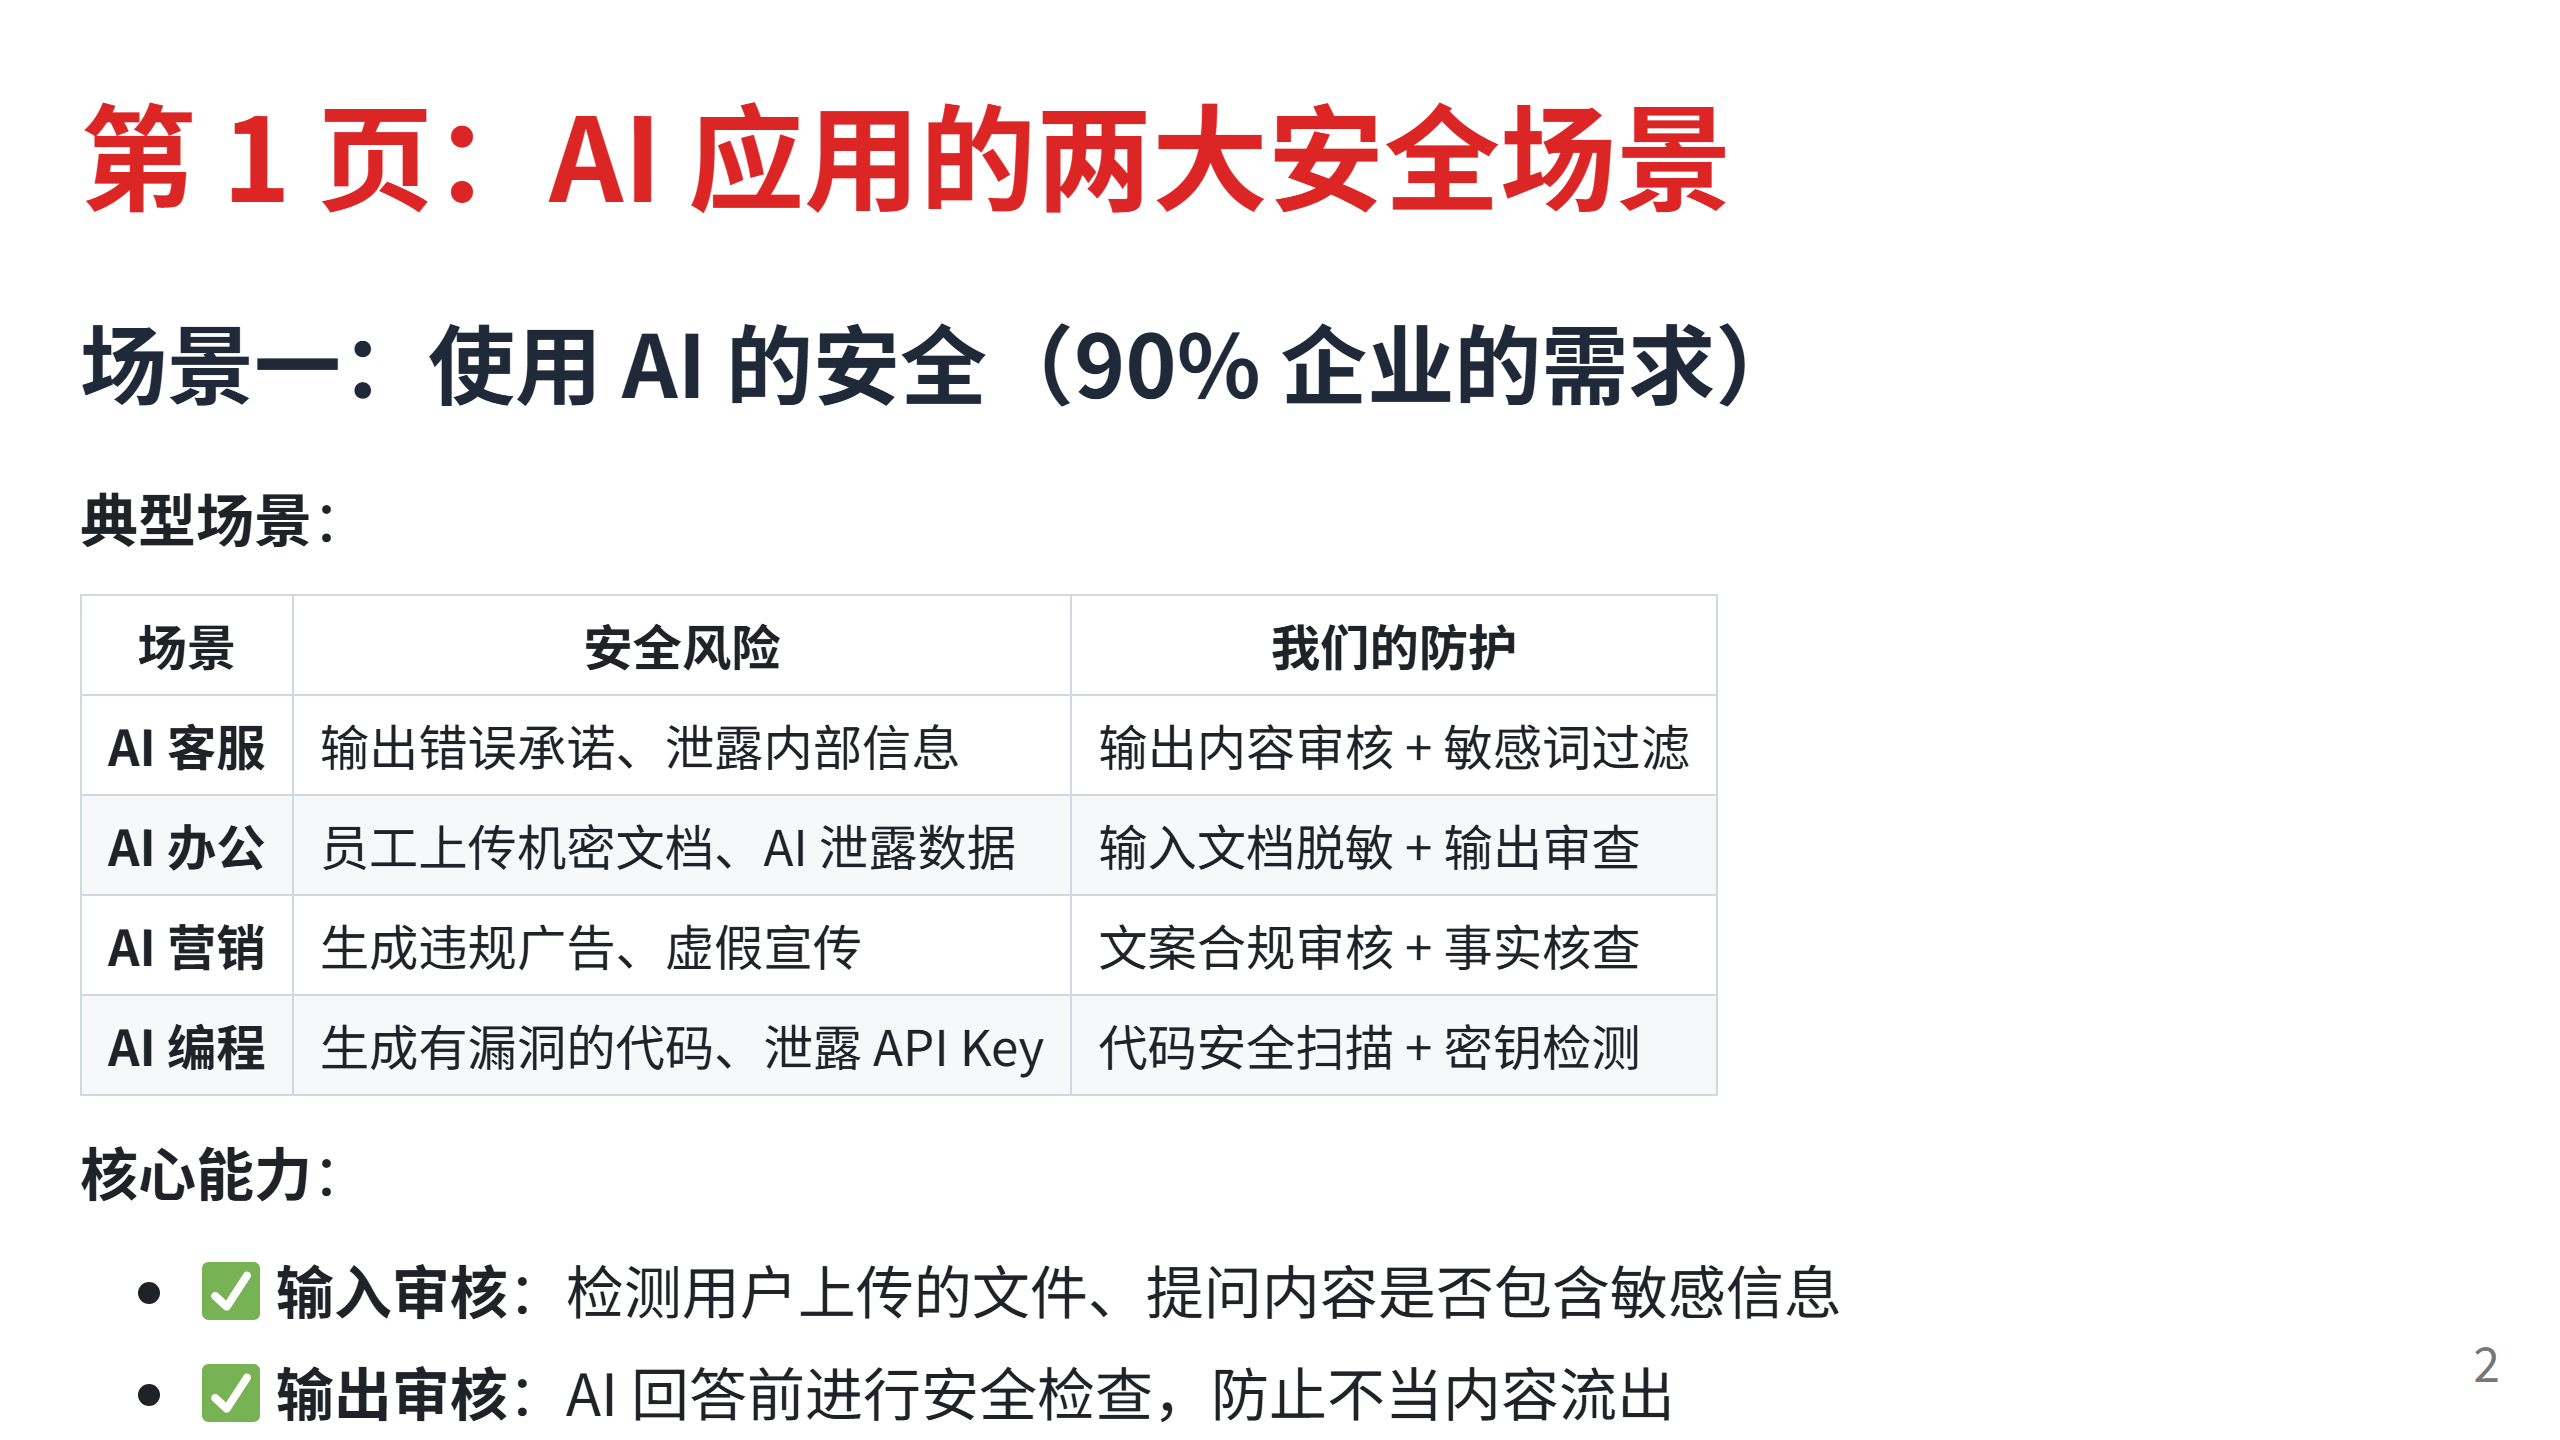 第 1 页：AI 应用的两大安全场景
场景一：使用 AI 的安全（90% 企业的需求）
典型场景：
场景 安全风险 我们的防护
AI 客服 输出错误承诺、泄露内部信息 输出内容审核 + 敏感词过滤
AI 办公 员工上传机密文档、AI 泄露数据 输入文档脱敏 + 输出审查
AI 营销 生成违规广告、虚假宣传 文案合规审核 + 事实核查
AI 编程 生成有漏洞的代码、泄露 API Key 代码安全扫描 + 密钥检测
核心能力：
• ✅ 输入审核：检测用户上传的文件、提问内容是否包含敏感信息
• ✅ 输出审核：AI 回答前进行安全检查，防止不当内容流出
2